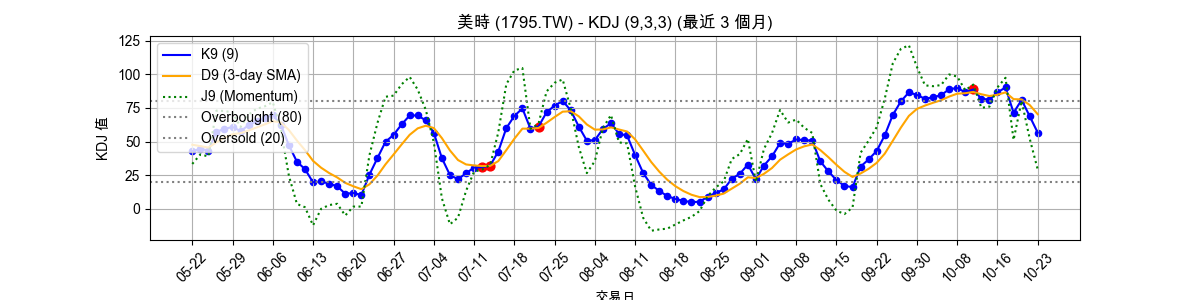 美時 (1795.TW) - KDJ (9,3,3) (最近 3 個月)
KDJ 值
125
100
75
50
25
0
K9 (9)
D9 (3-day SMA)
J9 (Momentum)
Overbought (80)
Oversold (20)
05-22 05-29 06-06 06-13 06-20 06-27 07-04 07-11 07-18 07-25 08-04 08-11 08-18 08-25 09-01 09-08 09-15 09-22 09-30 10-08 10-16 10-23
交易日